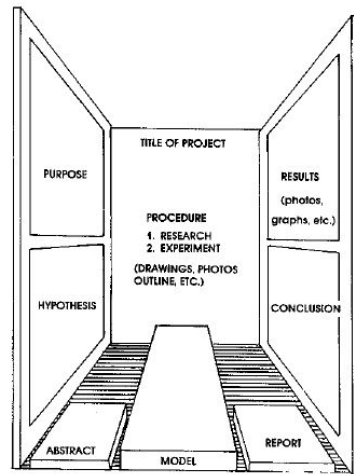 TITLE OF PROJECT
PURPOSE
HYPOTHESIS
PROCEDURE
1. RESEARCH
2. EXPERIMENT
(DRAWINGS, PHOTOS
OUTLINE, ETC.)
RESULTS
(photos,
graphs, etc.)
CONCLUSION
ABSTRACT
MODEL
REPORT